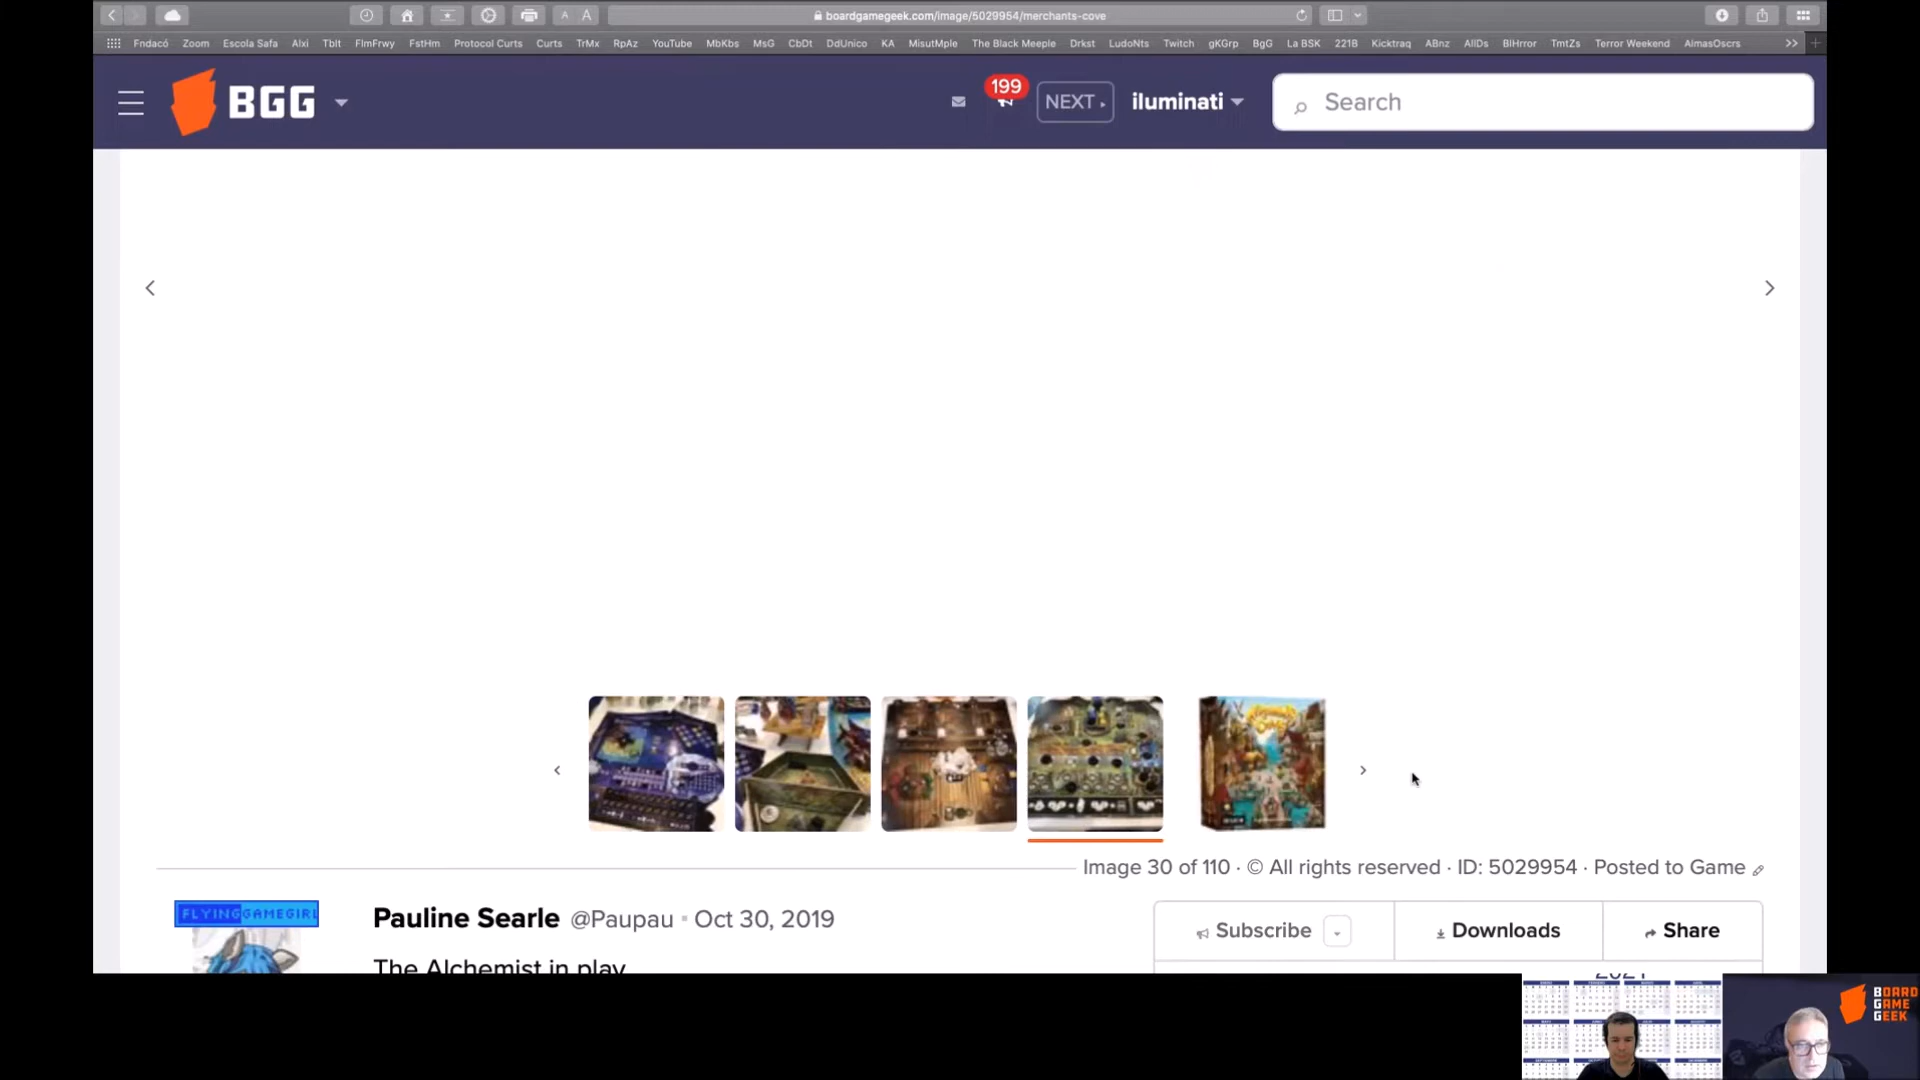 boardgamegeek.com/image/5029954/merchants-cove
Fndacó Zoom Escola Safa Alxi Tblt FlmFrwy FstHm Protocol Curts Curts TrMx RpAz YouTube MbKbs MsG CbDt DdUnico KA MisutMple The Black Meeple Drkst LudoNts Twitch gKGrp BgG La BSK 221B Kicktraq ABnz AllDs BlHrror TmtZs Terror Weekend AlmasOscrs
BGG
199
NEXT
iluminati
Search
Image 30 of 110 · © All rights reserved · ID: 5029954 · Posted to Game
FLYINGGAMEGIRL
Pauline Searle @Paupau Oct 30, 2019
Subscribe
Downloads
Share
The Alchemist in play
2021
BOARD
GAME
GEEK